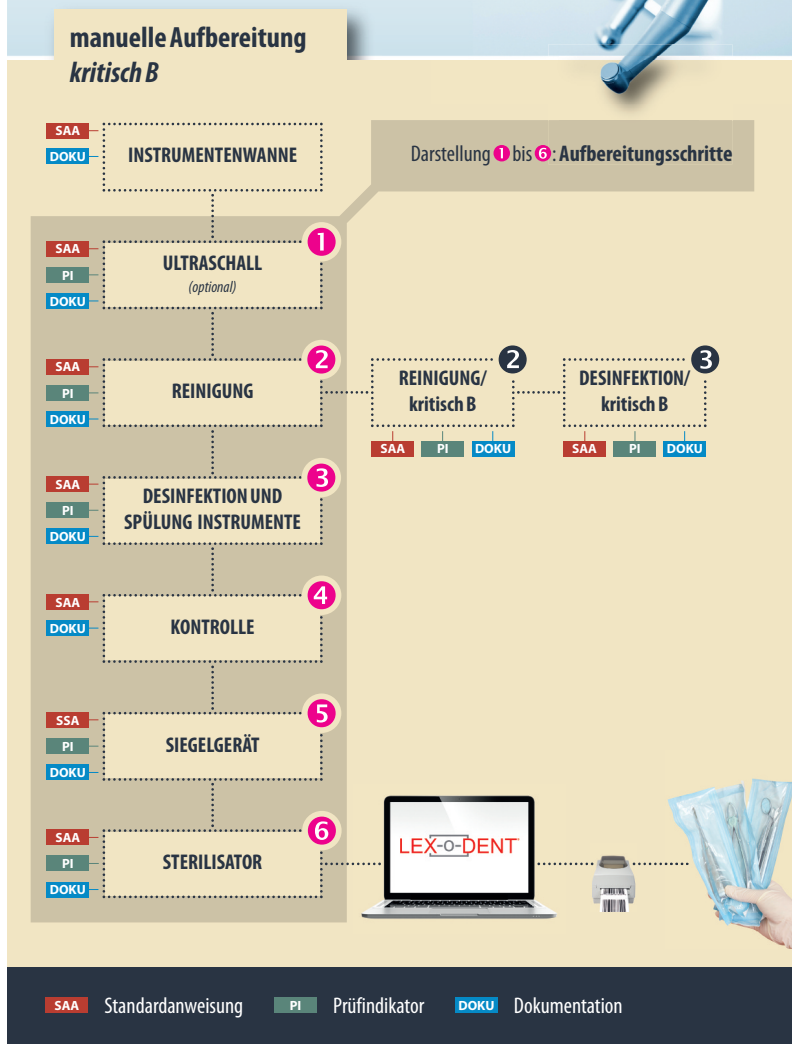 manuelle Aufbereitung
kritisch B
SAA
DOKU
INSTRUMENTENWANNE
Darstellung 1 bis 6: Aufbereitungsschritte
SAA
PI
DOKU
ULTRASCHALL
(optional)
1
SAA
PI
DOKU
REINIGUNG
2
REINIGUNG/
kritisch B
2
SAA PI DOKU
DESINFEKTION/
kritisch B
3
SAA PI DOKU
SAA
PI
DOKU
DESINFEKTION UND
SPÜLUNG INSTRUMENTE
3
SAA
DOKU
KONTROLLE
4
SSA
PI
DOKU
SIEGELGERÄT
5
SAA
PI
DOKU
STERILISATOR
6
LEX-o-DENT
SAA Standardanweisung PI Prüfindikator DOKU Dokumentation